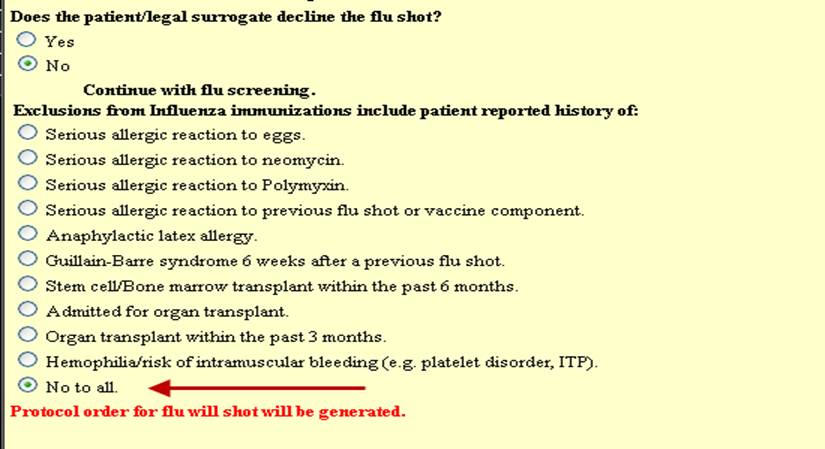 Does the patient/legal surrogate decline the flu shot?
Yes
No
Continue with flu screening.
Exclusions from Influenza immunizations include patient reported history of:
Serious allergic reaction to eggs.
Serious allergic reaction to neomycin.
Serious allergic reaction to Polymyxin.
Serious allergic reaction to previous flu shot or vaccine component.
Anaphylactic latex allergy.
Guillain-Barre syndrome 6 weeks after a previous flu shot.
Stem cell/Bone marrow transplant within the past 6 months.
Admitted for organ transplant.
Organ transplant within the past 3 months.
Hemophilia/risk of intramuscular bleeding (e.g. platelet disorder, ITP).
No to all.
Protocol order for flu will shot will be generated.